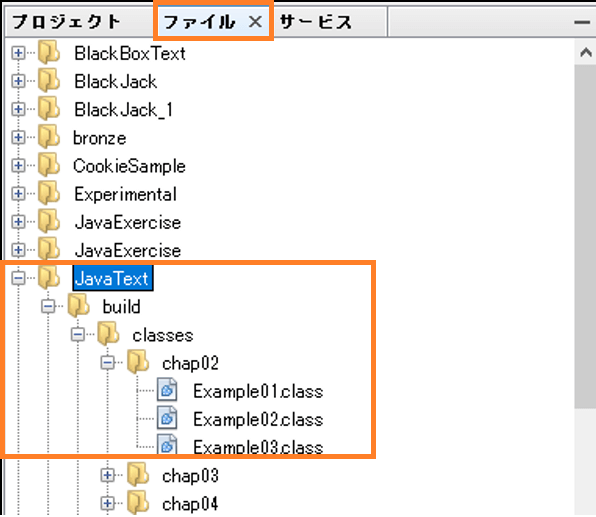 プロジェクト ファイル × サービス
BlackBoxText
BlackJack
BlackJack_1
bronze
CookieSample
Experimental
JavaExercise
JavaExercise
JavaText
build
classes
chap02
Example01.class
Example02.class
Example03.class
chap03
chap04